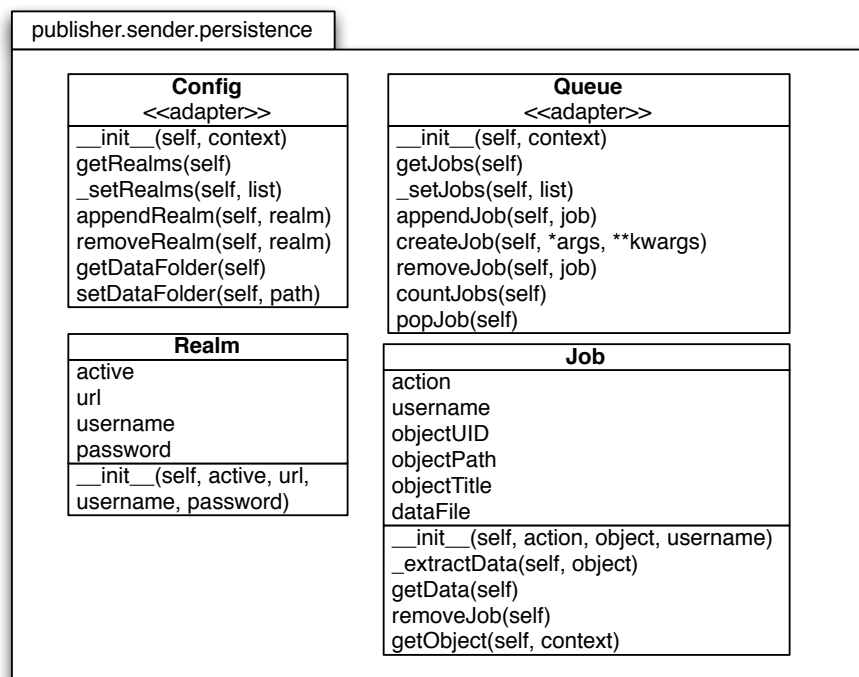 publisher.sender.persistence
Config
<<adapter>>
__init__(self, context)
getRealms(self)
_setRealms(self, list)
appendRealm(self, realm)
removeRealm(self, realm)
getDataFolder(self)
setDataFolder(self, path)
Queue
<<adapter>>
__init__(self, context)
getJobs(self)
_setJobs(self, list)
appendJob(self, job)
createJob(self, *args, **kwargs)
removeJob(self, job)
countJobs(self)
popJob(self)
Realm
active
url
username
password
__init__(self, active, url,
username, password)
Job
action
username
objectUID
objectPath
objectTitle
dataFile
__init__(self, action, object, username)
_extractData(self, object)
getData(self)
removeJob(self)
getObject(self, context)